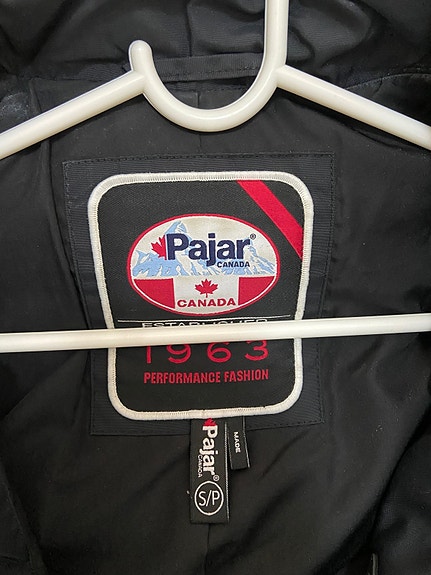 Pajar®
CANADA
CANADA
ESTABLISHED
1963
PERFORMANCE FASHION
Pajar®
CANADA
S/P
MADE